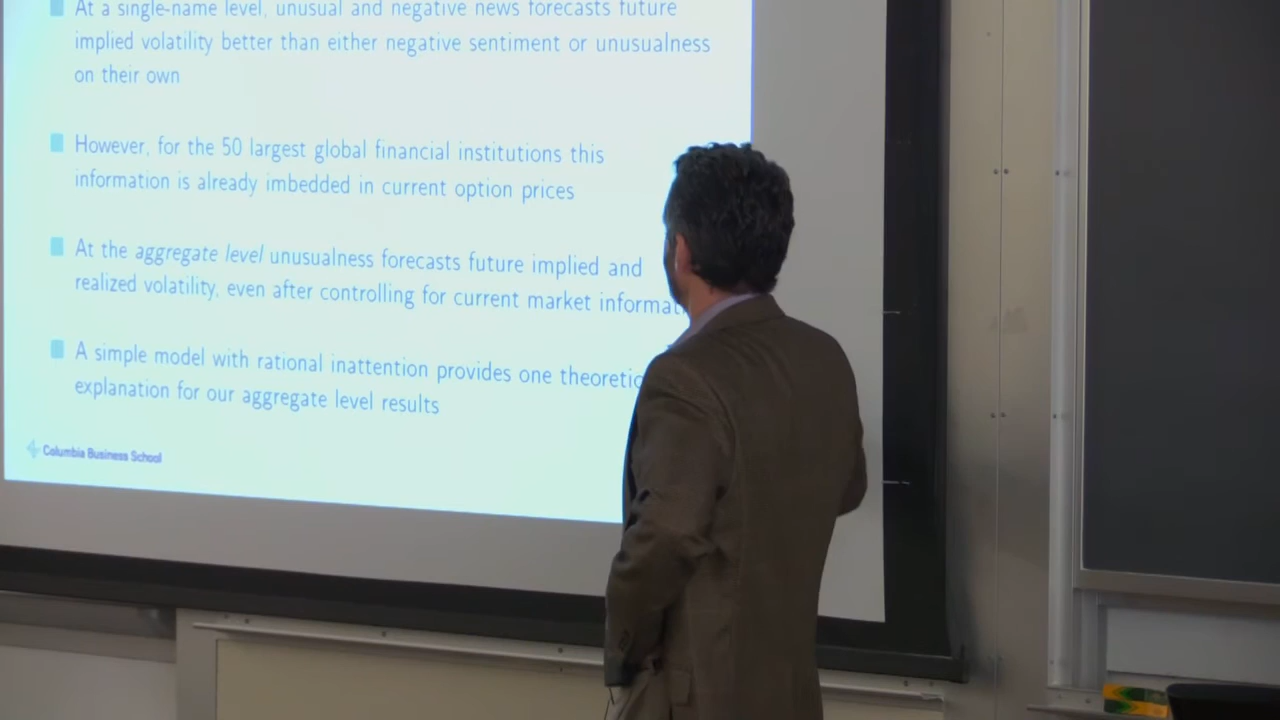 At a single-name level, unusual and negative news forecasts future
implied volatility better than either negative sentiment or unusualness
on their own
However, for the 50 largest global financial institutions this
information is already imbedded in current option prices
At the aggregate level unusualness forecasts future implied and
realized volatility, even after controlling for current market informat
A simple model with rational inattention provides one theoretic
explanation for our aggregate level results
Columbia Business School